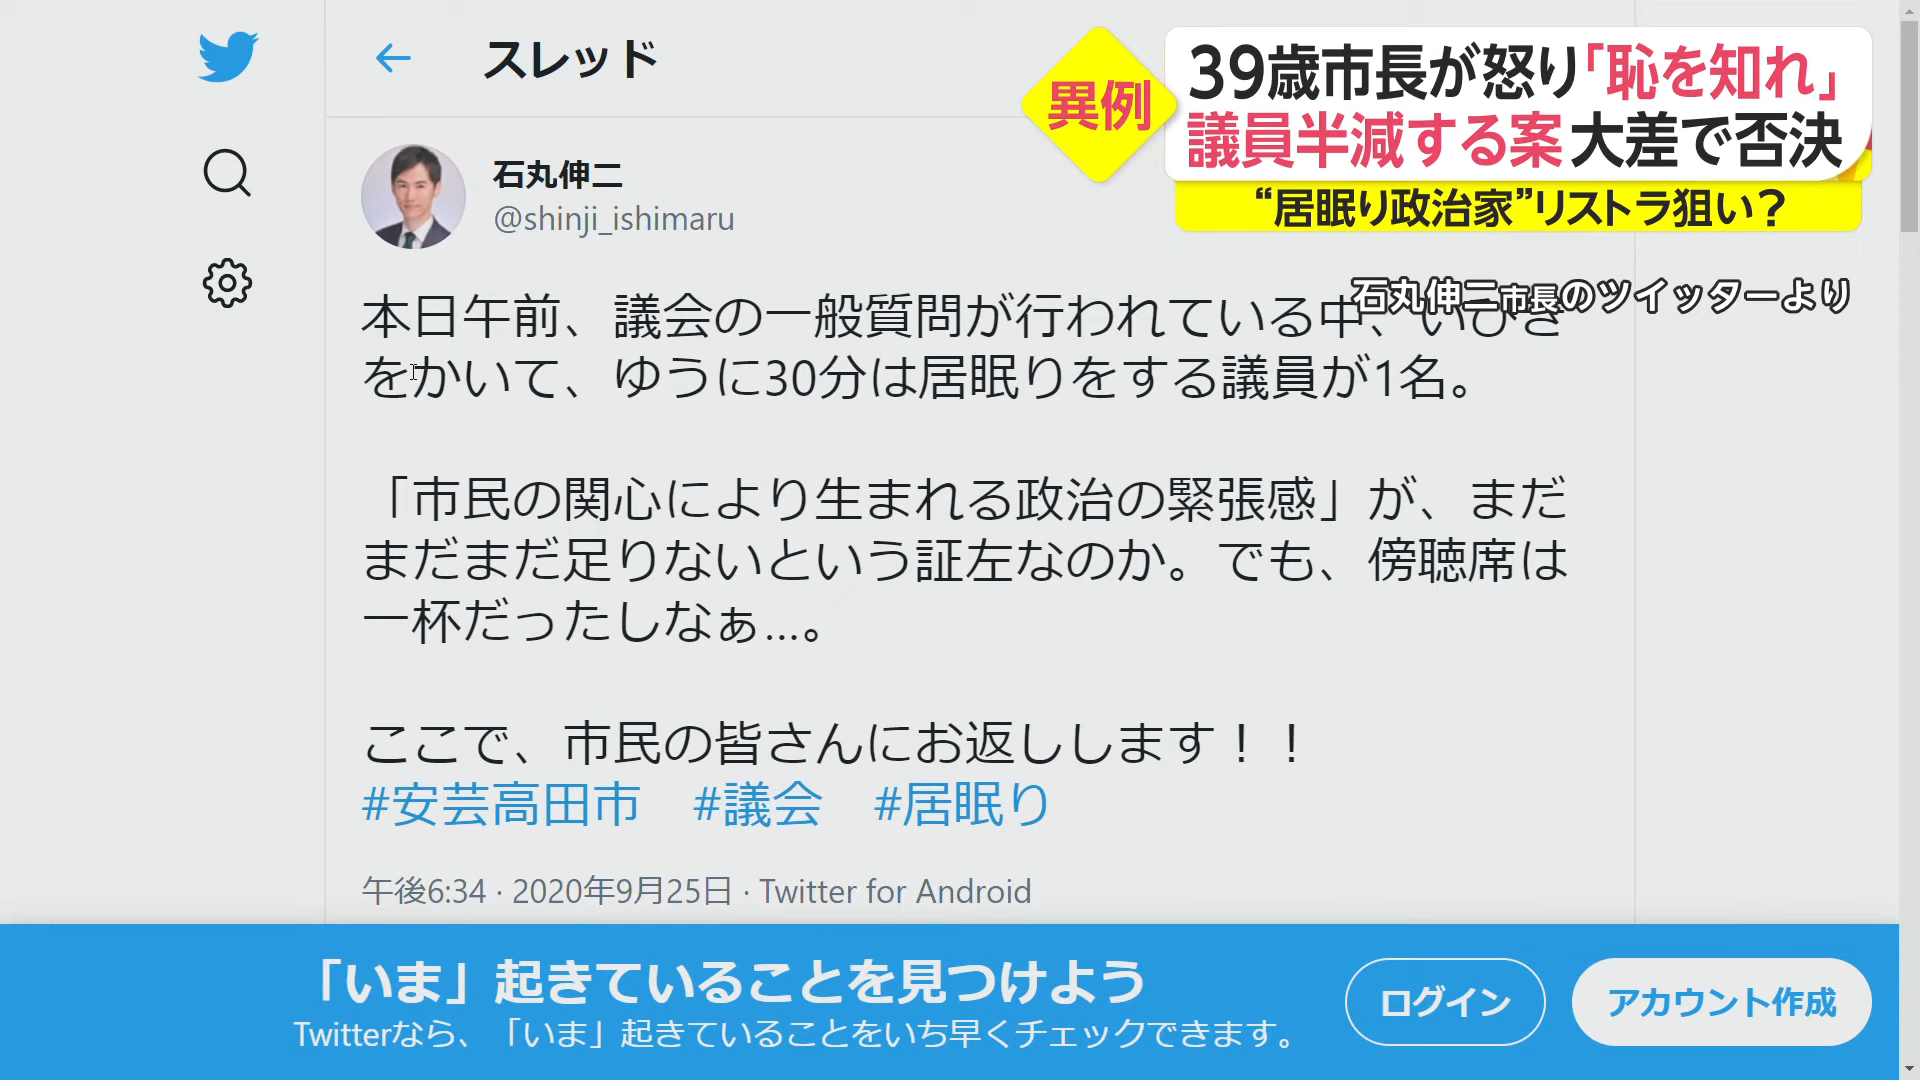 スレッド
異例
39歳市長が怒り「恥を知れ」
議員半減する案 大差で否決
“居眠り政治家”リストラ狙い？
石丸伸二市長のツイッターより
石丸伸二
@shinji_ishimaru
本日午前、議会の一般質問が行われている中、いびき
をかいて、ゆうに30分は居眠りをする議員が1名。
「市民の関心により生まれる政治の緊張感」が、まだ
まだまだ足りないという証左なのか。でも、傍聴席は
一杯だったしなぁ…。
ここで、市民の皆さんにお返しします！！
#安芸高田市 #議会 #居眠り
午後6:34 · 2020年9月25日 · Twitter for Android
「いま」起きていることを見つけよう
Twitterなら、「いま」起きていることをいち早くチェックできます。
ログイン
アカウント作成